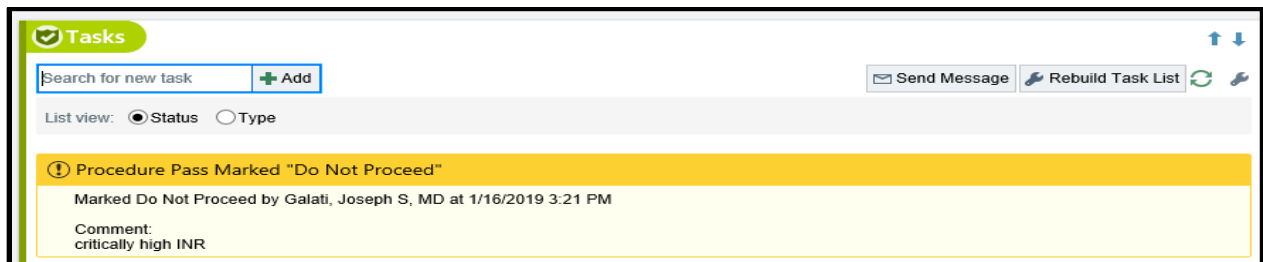 Tasks
Search for new task Add
Send Message Rebuild Task List
List view: Status Type
Procedure Pass Marked "Do Not Proceed"
Marked Do Not Proceed by Galati, Joseph S, MD at 1/16/2019 3:21 PM
Comment:
critically high INR